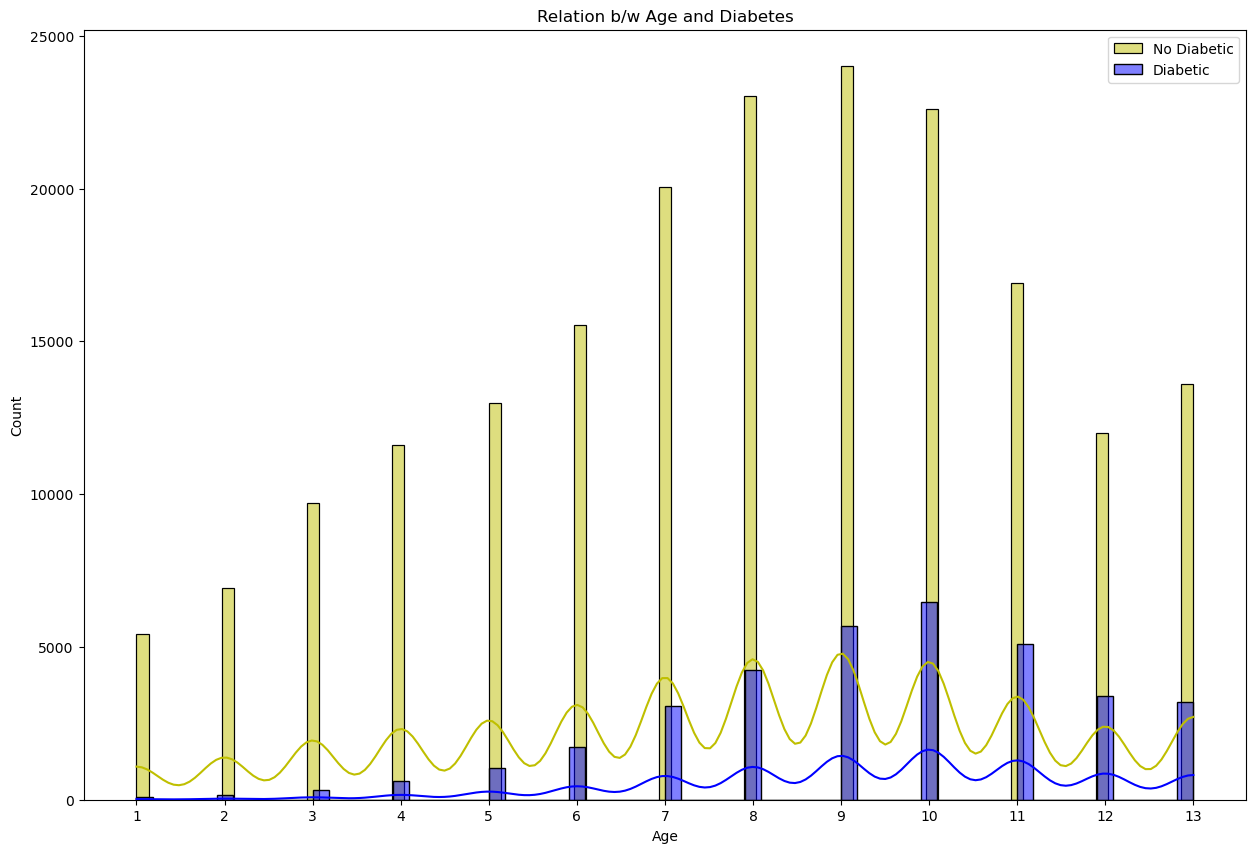 Relation b/w Age and Diabetes
No Diabetic
Diabetic
25000
20000
15000
10000
5000
0
Count
1 2 3 4 5 6 7 8 9 10 11 12 13
Age